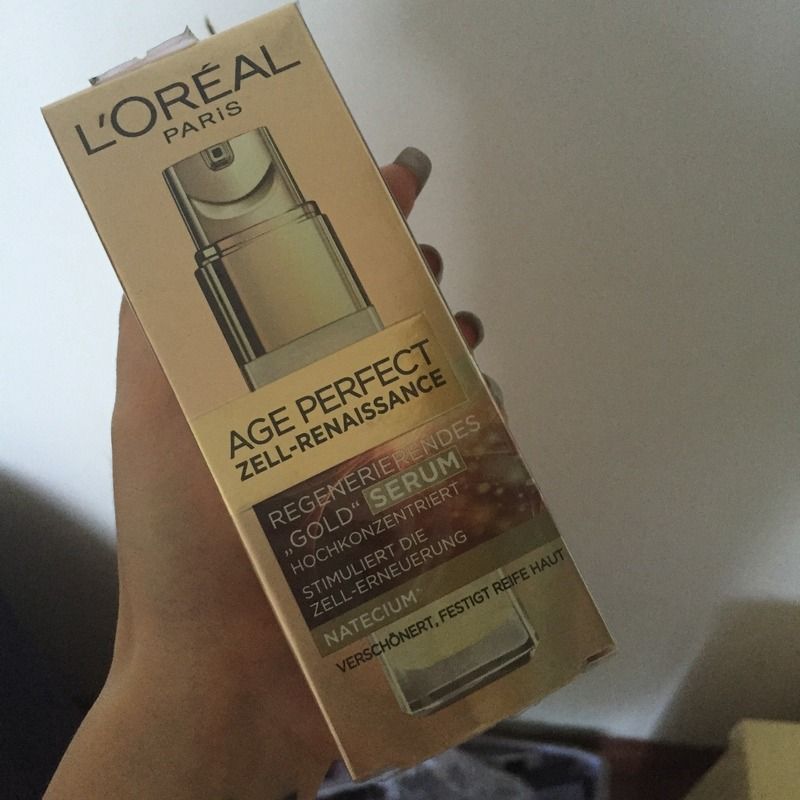 L'ORÉAL
PARIS
AGE PERFECT
ZELL-RENAISSANCE
REGENERIERENDES
„GOLD“ SERUM
HOCHKONZENTRIERT
STIMULIERT DIE
ZELL-ERNEUERUNG
NATECIUM*
VERSCHÖNERT, FESTIGT REIFE HAUT